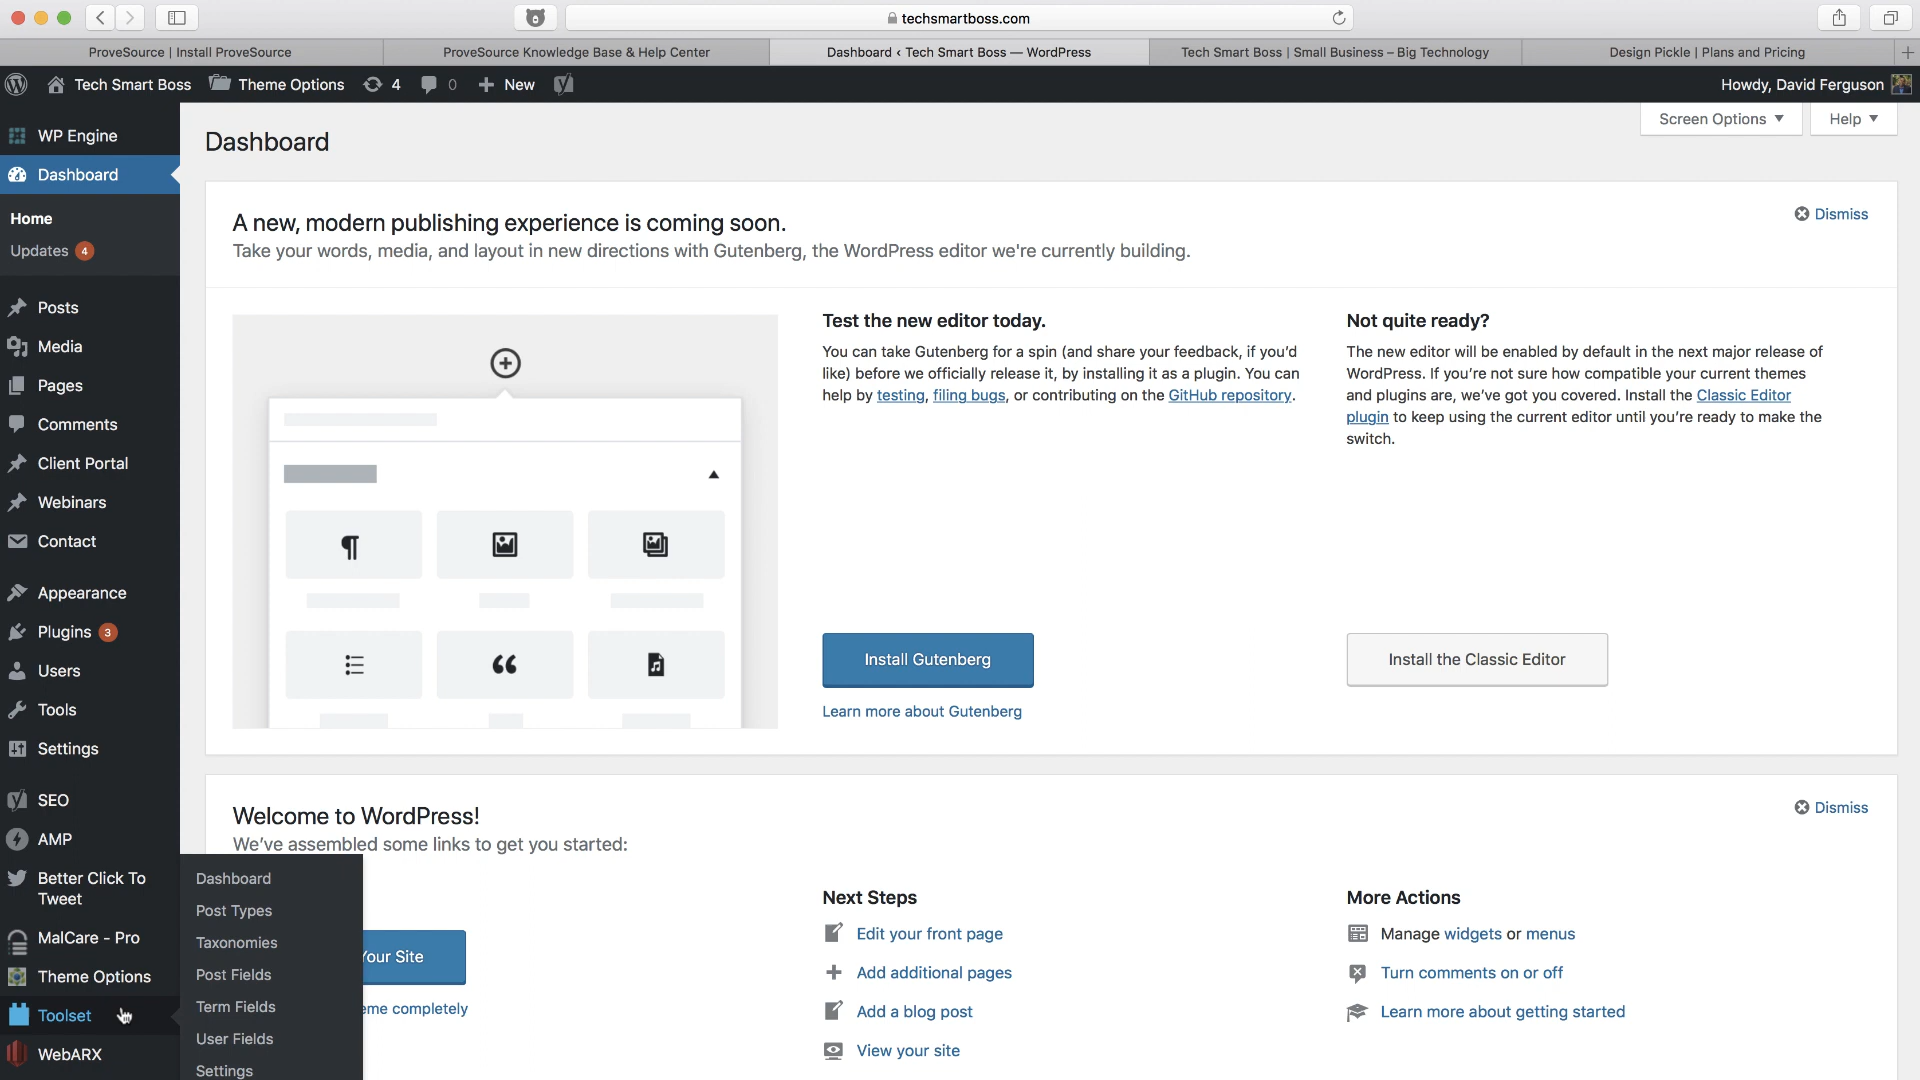 techsmartboss.com
ProveSource | Install ProveSource
ProveSource Knowledge Base & Help Center
Dashboard ‹ Tech Smart Boss — WordPress
Tech Smart Boss | Small Business – Big Technology
Design Pickle | Plans and Pricing
Tech Smart Boss
Theme Options
4
0
New
Howdy, David Ferguson
WP Engine
Dashboard
Home
Updates 4
Posts
Media
Pages
Comments
Client Portal
Webinars
Contact
Appearance
Plugins 3
Users
Tools
Settings
SEO
AMP
Better Click To
Tweet
MalCare - Pro
Theme Options
Toolset
WebARX
Dashboard
Post Types
Taxonomies
Post Fields
Term Fields
User Fields
Settings
Dashboard
Screen Options
Help
A new, modern publishing experience is coming soon.
Dismiss
Take your words, media, and layout in new directions with Gutenberg, the WordPress editor we're currently building.
Test the new editor today.
You can take Gutenberg for a spin (and share your feedback, if you'd
like) before we officially release it, by installing it as a plugin. You can
help by testing, filing bugs, or contributing on the GitHub repository.
Install Gutenberg
Learn more about Gutenberg
Not quite ready?
The new editor will be enabled by default in the next major release of
WordPress. If you're not sure how compatible your current themes
and plugins are, we've got you covered. Install the Classic Editor
plugin to keep using the current editor until you're ready to make the
switch.
Install the Classic Editor
Welcome to WordPress!
Dismiss
We've assembled some links to get you started:
Your Site
eme completely
Next Steps
Edit your front page
Add additional pages
Add a blog post
View your site
More Actions
Manage widgets or menus
Turn comments on or off
Learn more about getting started